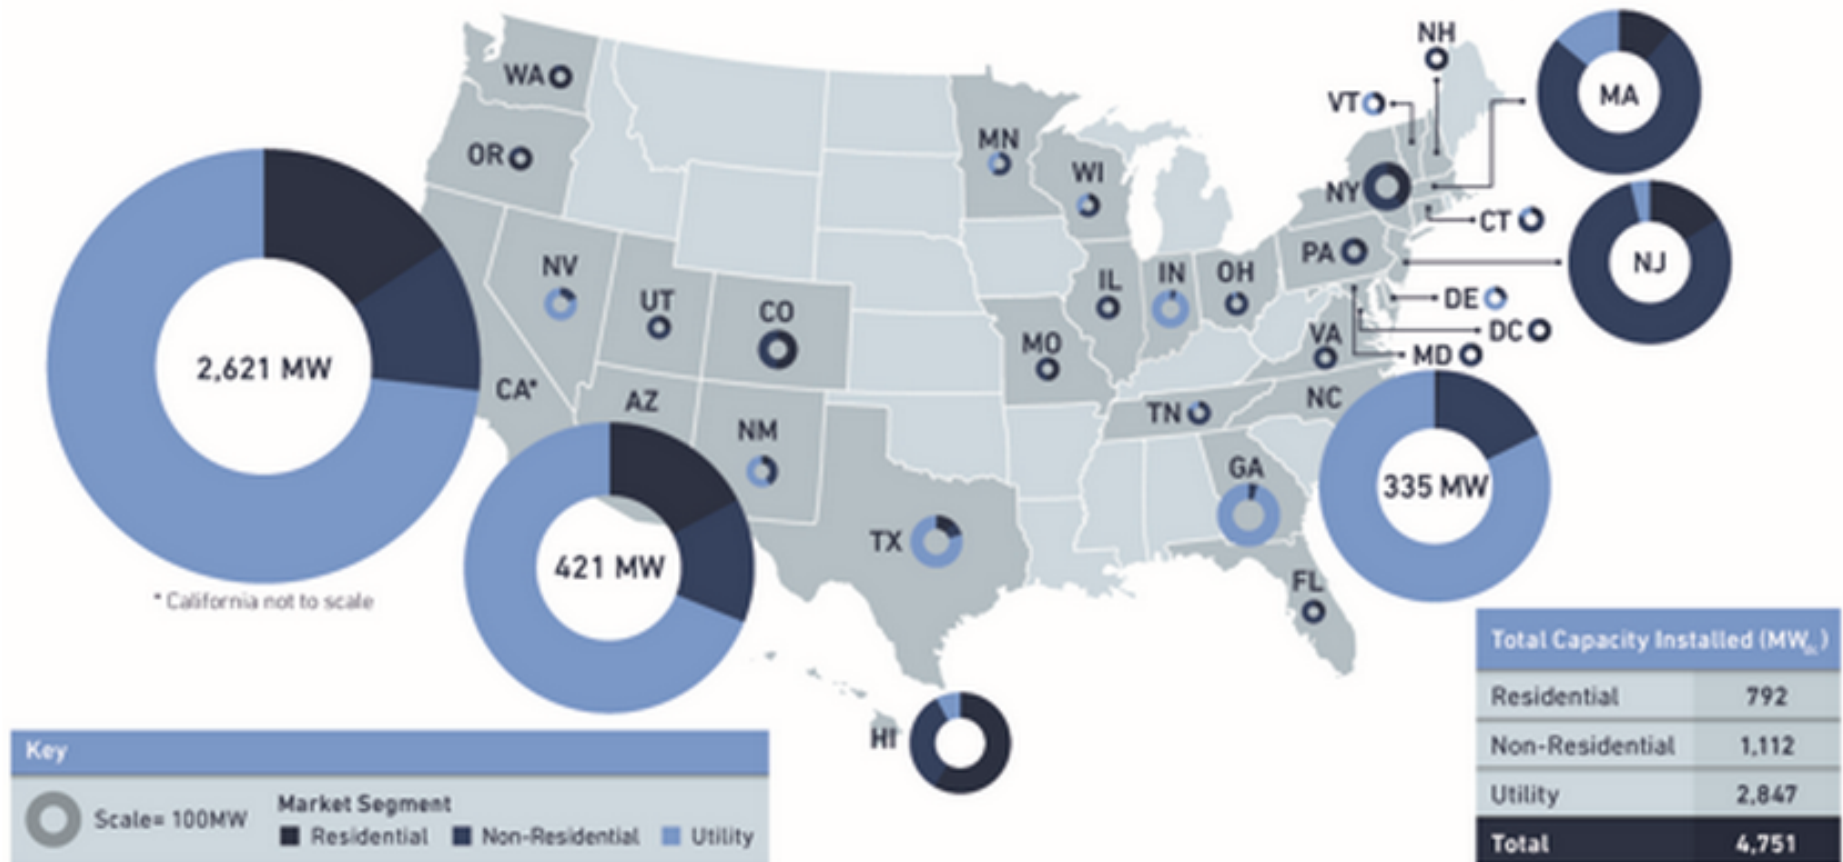 NH
MA
WA
VT
OR
MN
WI
NY
CT
NV
PA
NJ
UT
IL
IN
OH
DE
CO
DC
VA
2,621 MW
MO
MD
CA*
AZ
NC
TN
NM
GA
335 MW
TX
421 MW
FL
* California not to scale
HI
Total Capacity Installed (MWdc)
Residential 792
Non-Residential 1,112
Utility 2,847
Total 4,751
Key
Scale= 100MW
Market Segment
Residential Non-Residential Utility